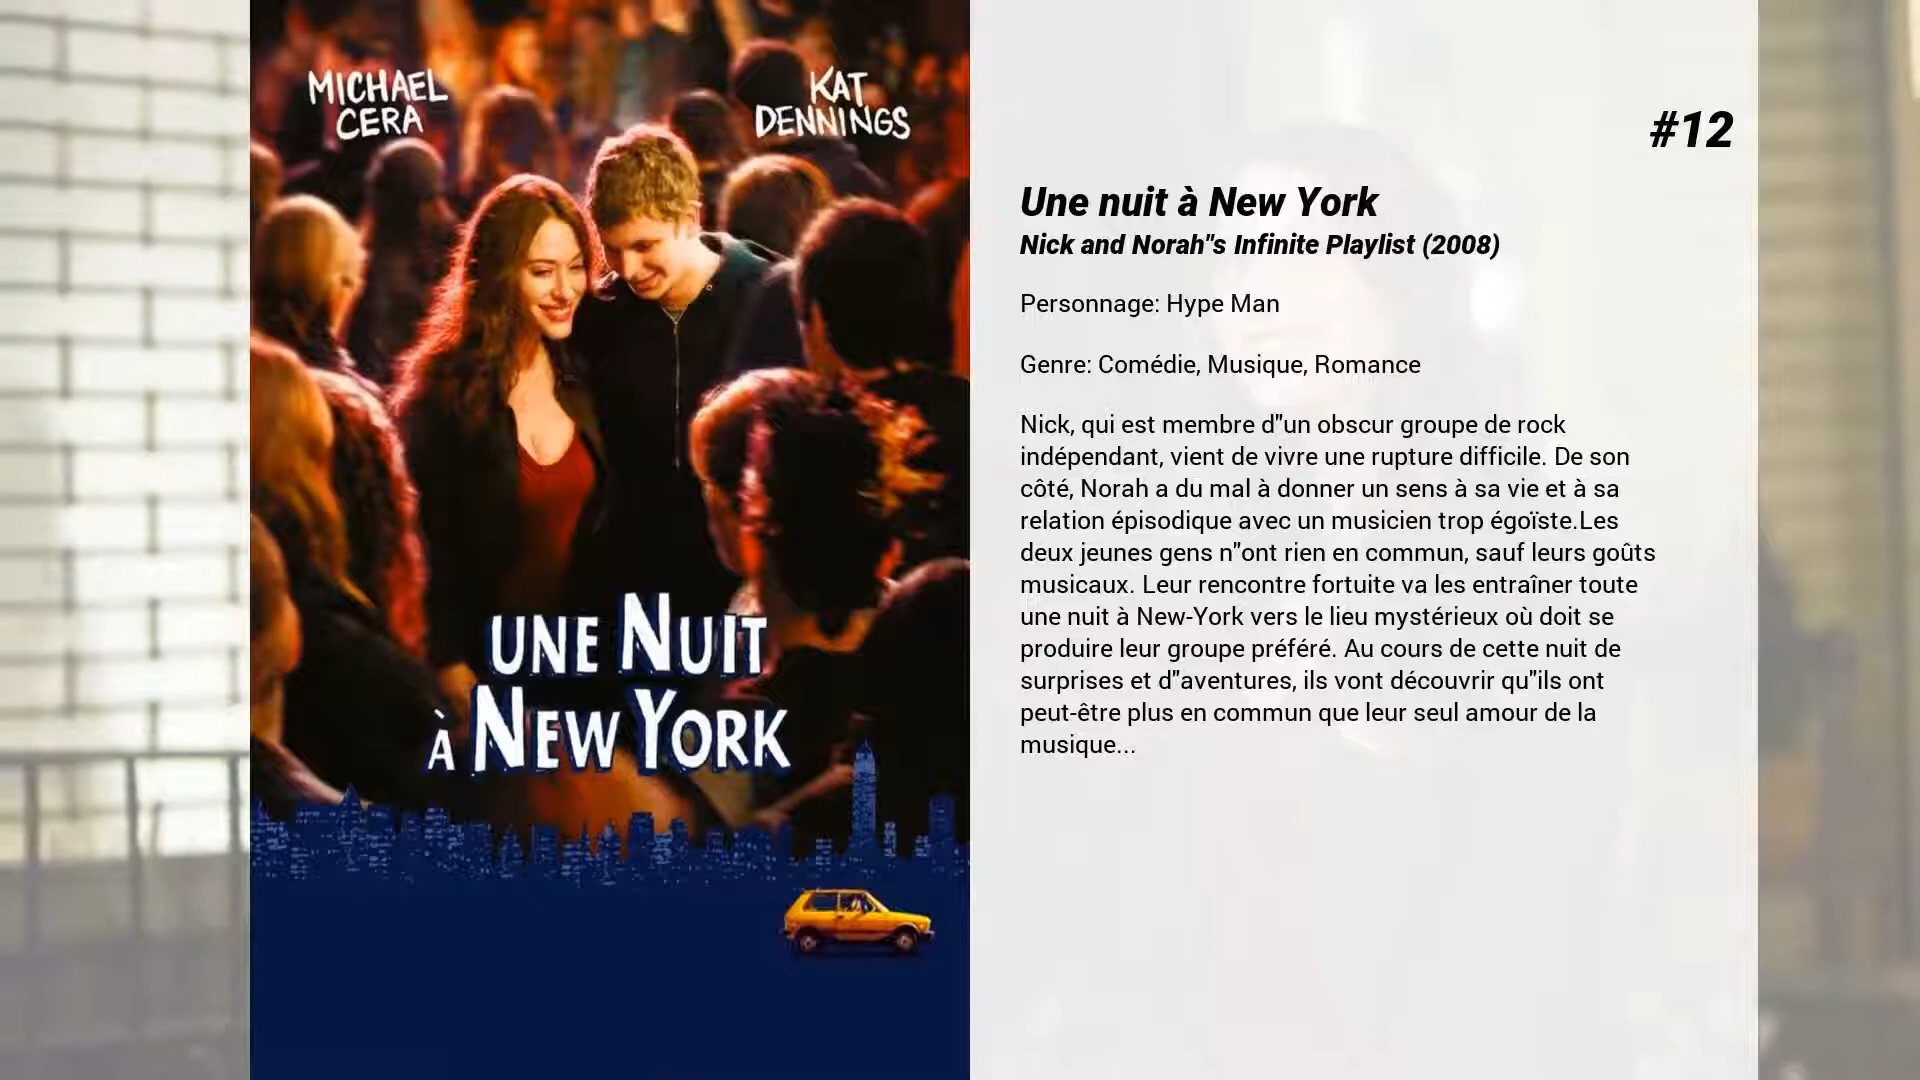 MICHAEL
CERA
KAT
DENNINGS
UNE NUIT
À NEW YORK
#12
Une nuit à New York
Nick and Norah"s Infinite Playlist (2008)
Personnage: Hype Man
Genre: Comédie, Musique, Romance
Nick, qui est membre d"un obscur groupe de rock
indépendant, vient de vivre une rupture difficile. De son
côté, Norah a du mal à donner un sens à sa vie et à sa
relation épisodique avec un musicien trop égoïste.Les
deux jeunes gens n"ont rien en commun, sauf leurs goûts
musicaux. Leur rencontre fortuite va les entraîner toute
une nuit à New-York vers le lieu mystérieux où doit se
produire leur groupe préféré. Au cours de cette nuit de
surprises et d"aventures, ils vont découvrir qu"ils ont
peut-être plus en commun que leur seul amour de la
musique...